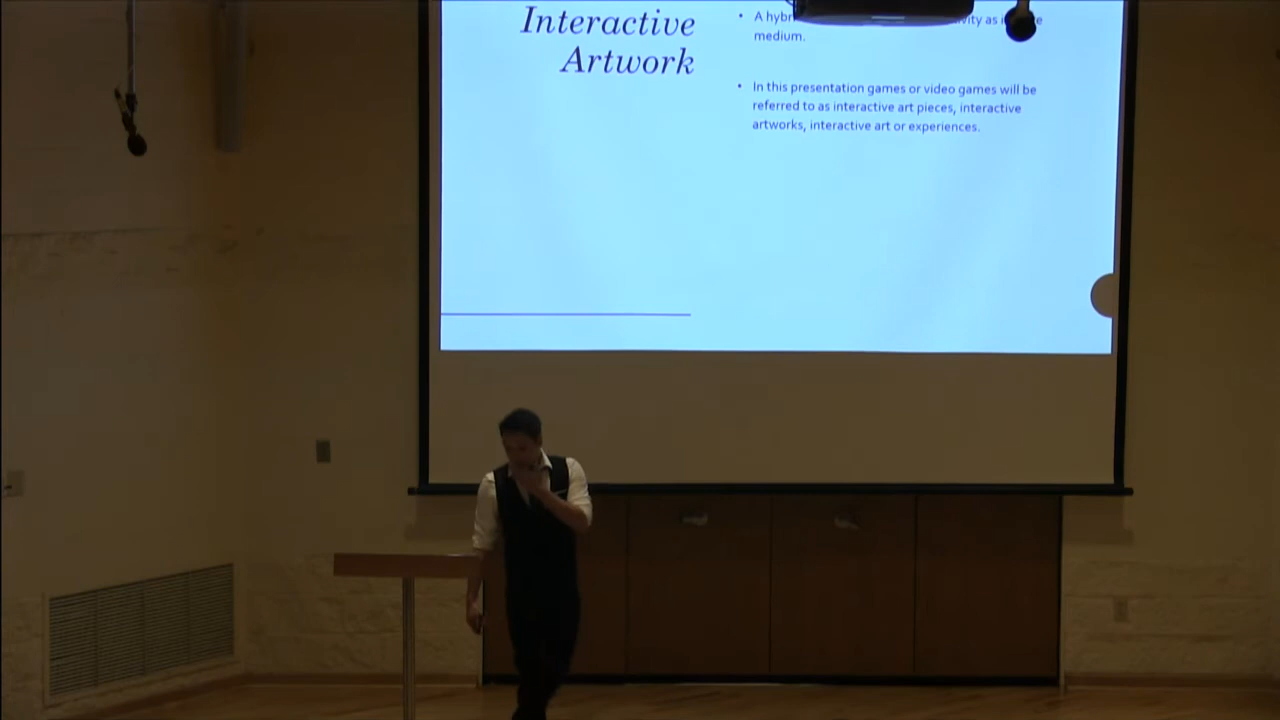 Interactive
Artwork
• A hybr
medium.
• In this presentation games or video games will be
referred to as interactive art pieces, interactive
artworks, interactive art or experiences.